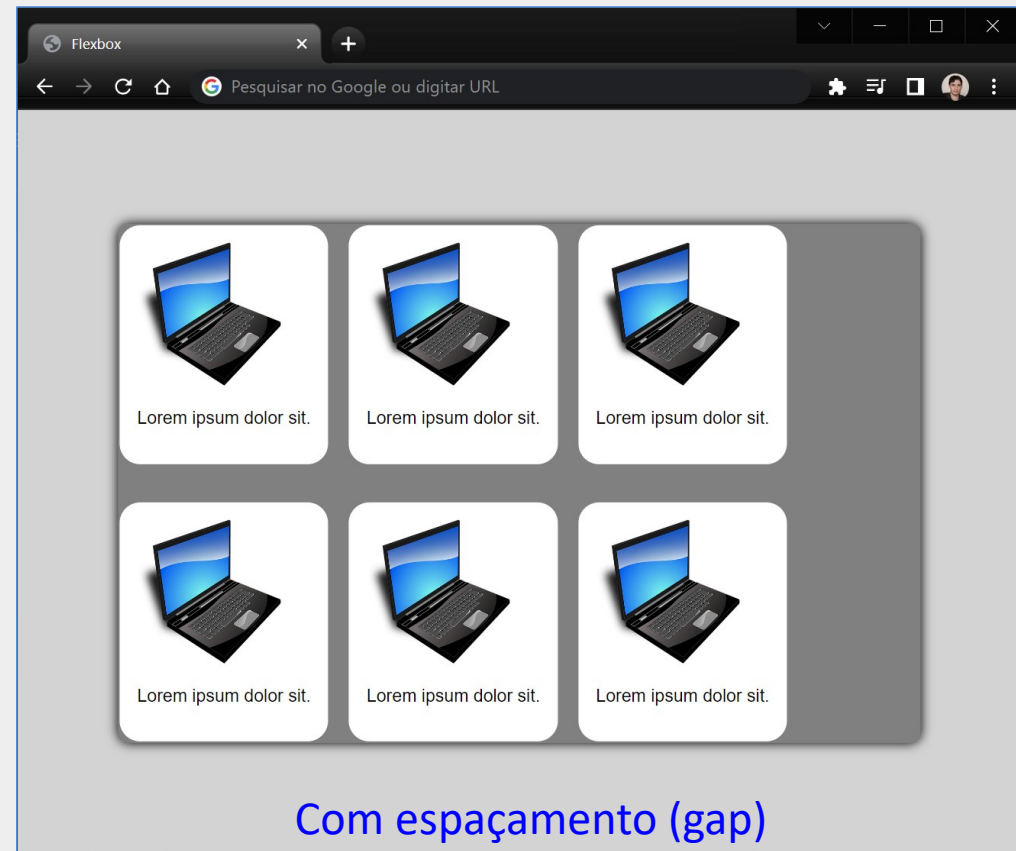 Flexbox
Pesquisar no Google ou digitar URL
Lorem ipsum dolor sit. Lorem ipsum dolor sit. Lorem ipsum dolor sit.
Lorem ipsum dolor sit. Lorem ipsum dolor sit. Lorem ipsum dolor sit.
Com espaçamento (gap)